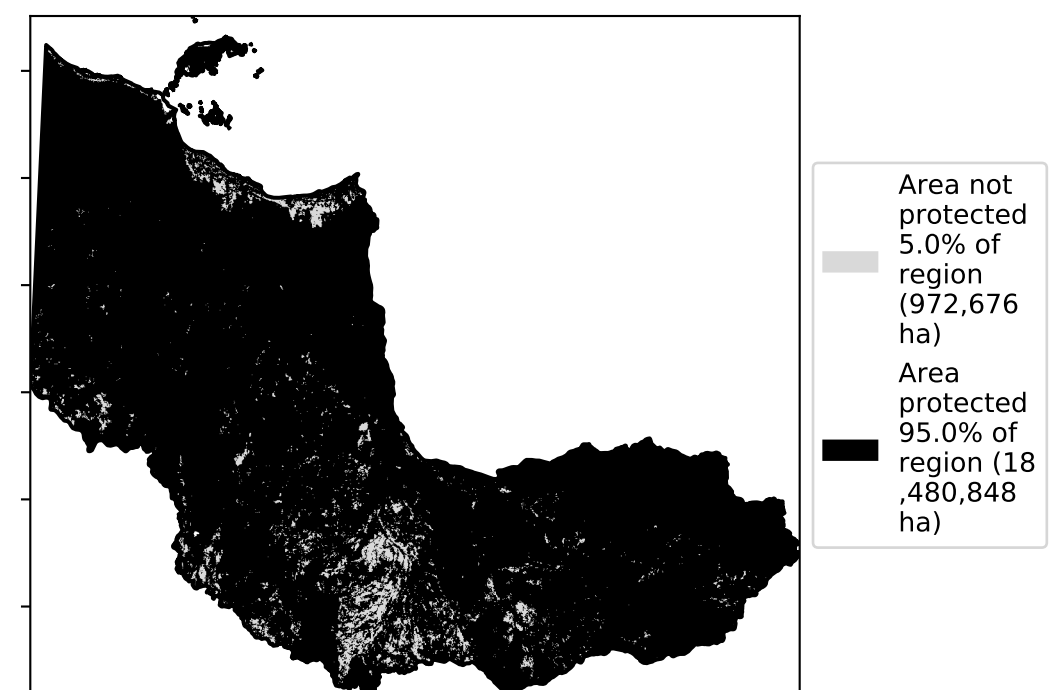 Area not
protected
5.0% of
region
(972,676
ha)
Area
protected
95.0% of
region (18
,480,848
ha)